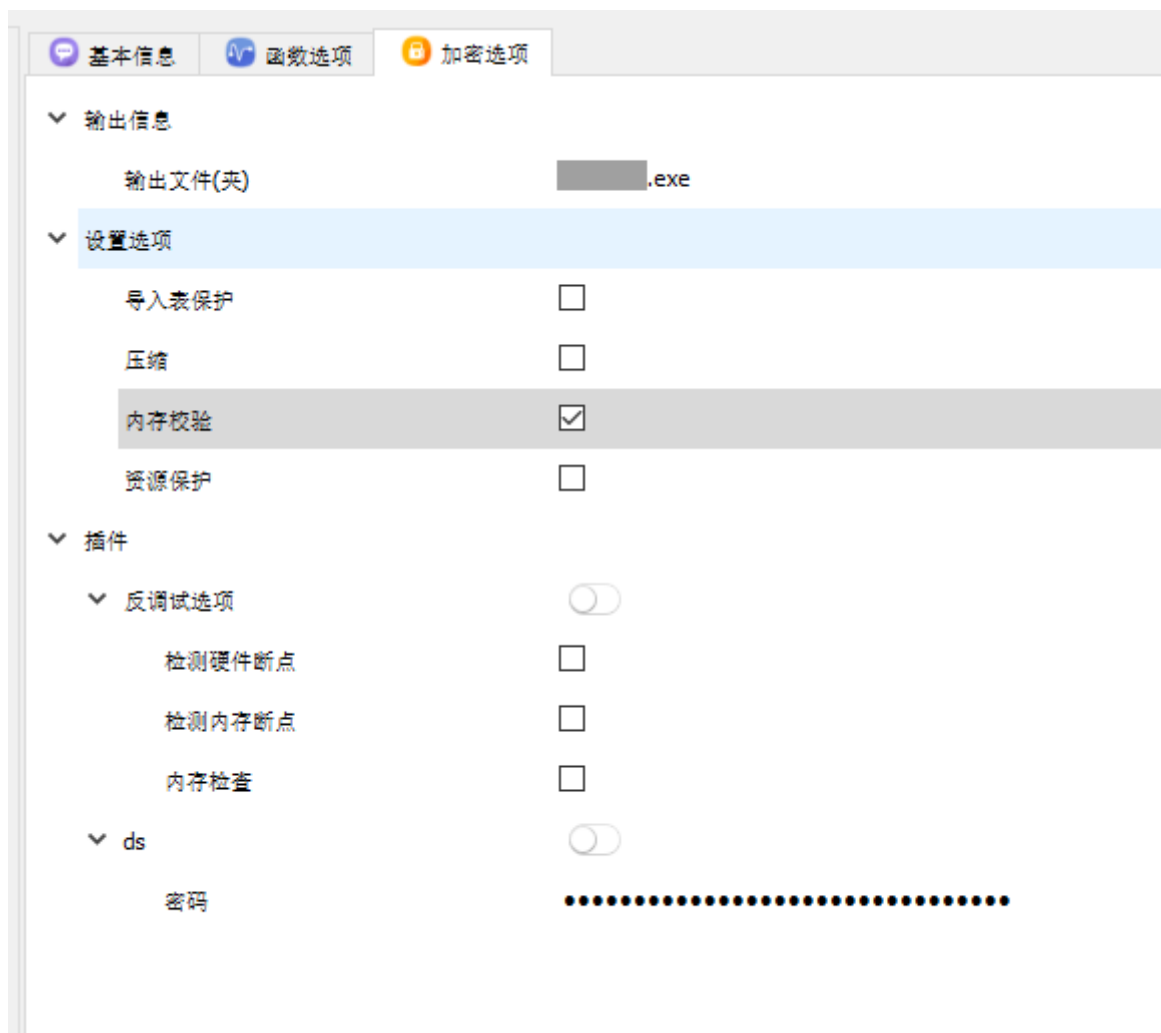 基本信息 函数选项 加密选项
输出信息
输出文件(夹) .exe
设置选项
导入表保护
压缩
内存校验
资源保护
插件
反调试选项
检测硬件断点
检测内存断点
内存检查
ds
密码 ••••••••••••••••••••••••••••••••